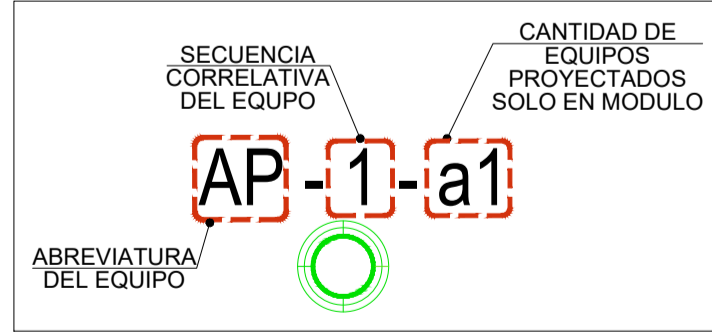 SECUENCIA
CORRELATIVA
DEL EQUPO
CANTIDAD DE
EQUIPOS
PROYECTADOS
SOLO EN MODULO
AP - 1 - a1
ABREVIATURA
DEL EQUIPO